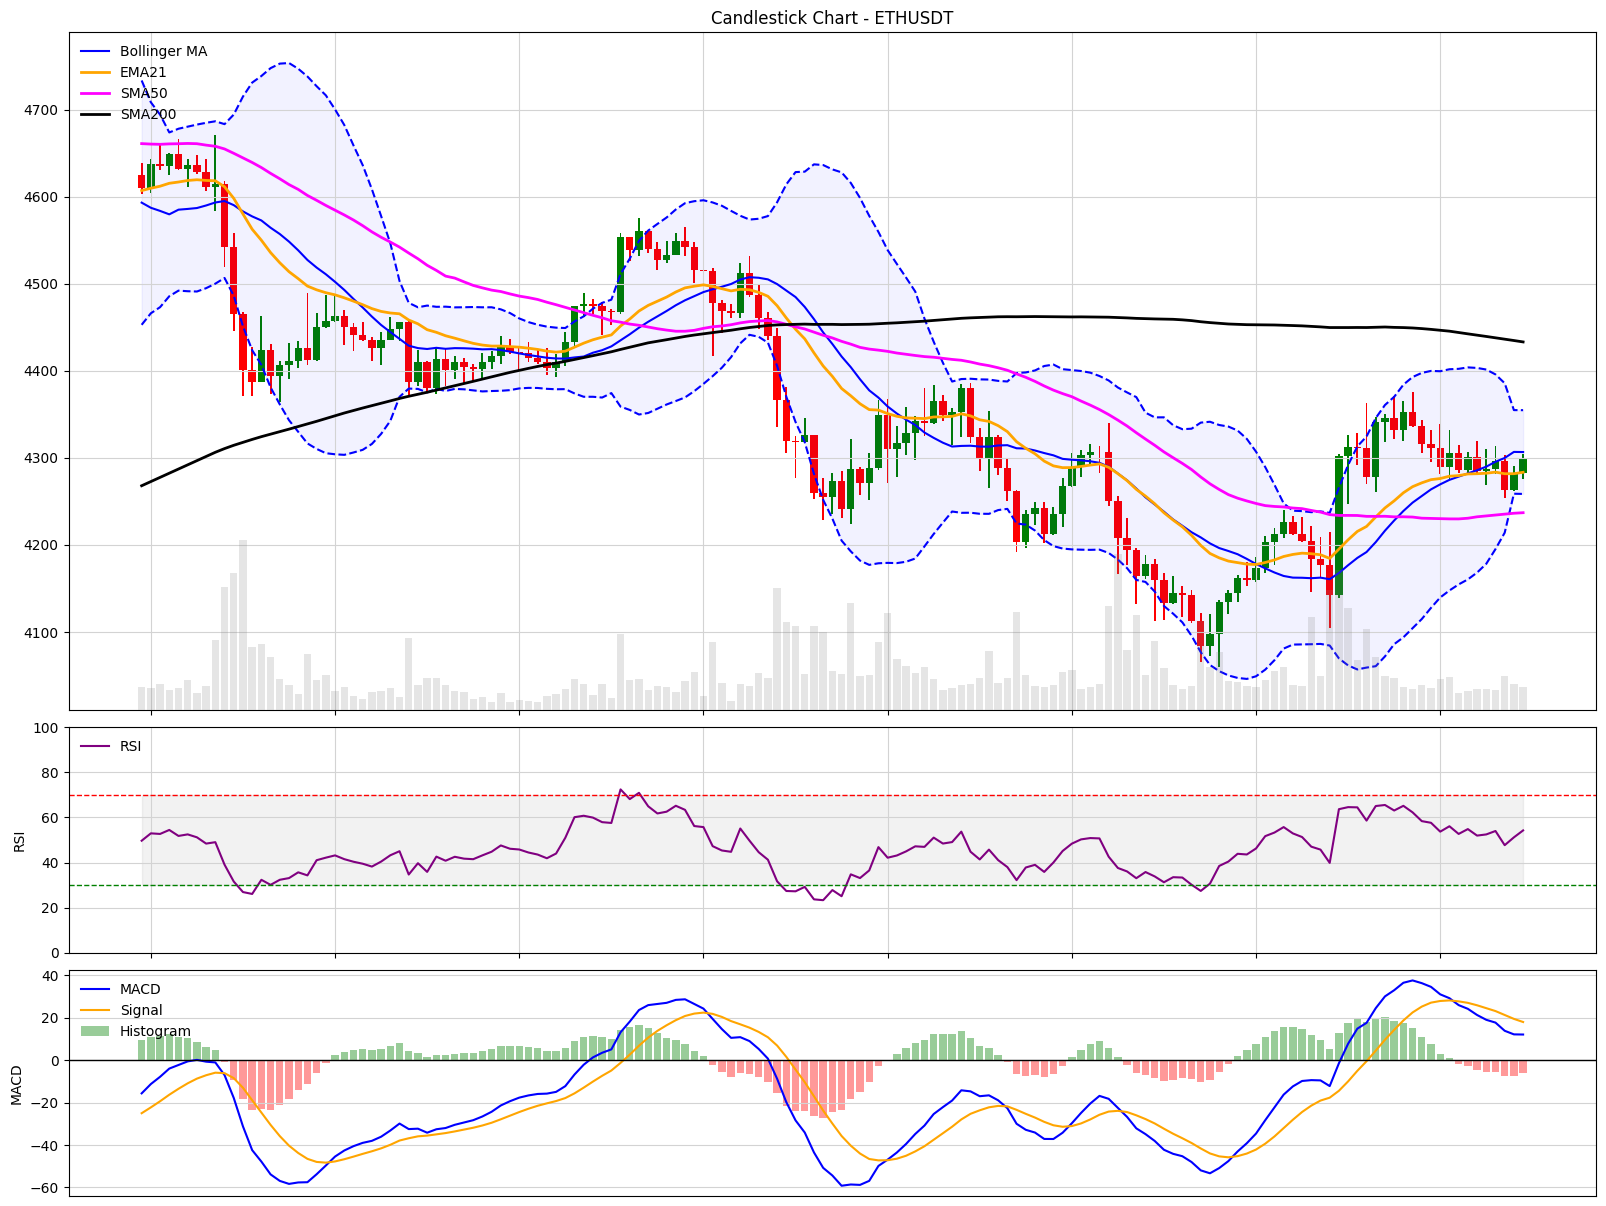 Candlestick Chart - ETHUSDT
Bollinger MA
EMA21
SMA50
SMA200
4700
4600
4500
4400
4300
4200
4100
RSI
100
80
60
40
20
0
RSI
MACD
Signal
Histogram
40
20
0
−20
−40
−60
MACD